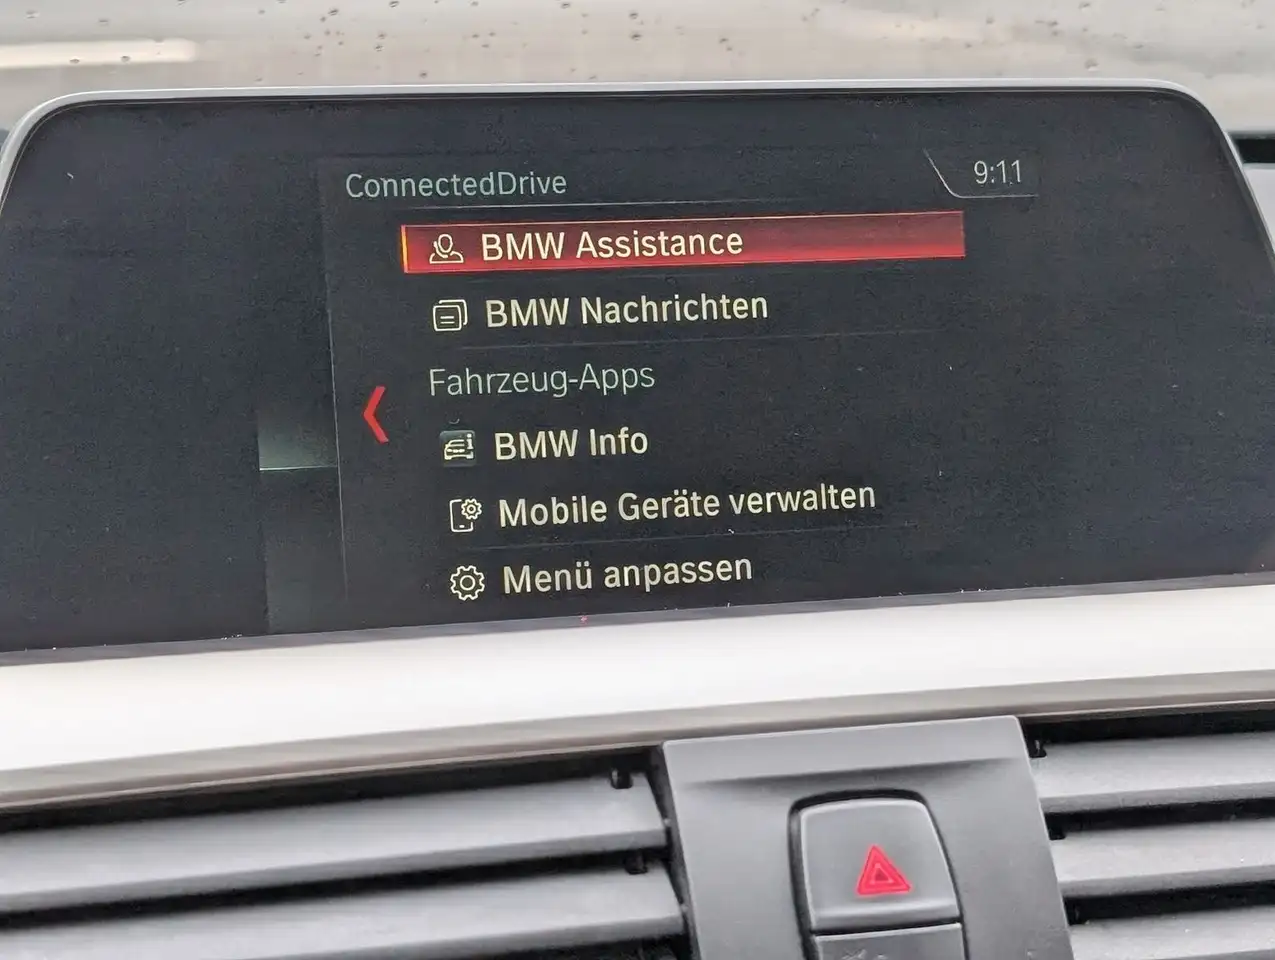 ConnectedDrive
9:11
BMW Assistance
BMW Nachrichten
Fahrzeug-Apps
BMW Info
Mobile Geräte verwalten
Menü anpassen